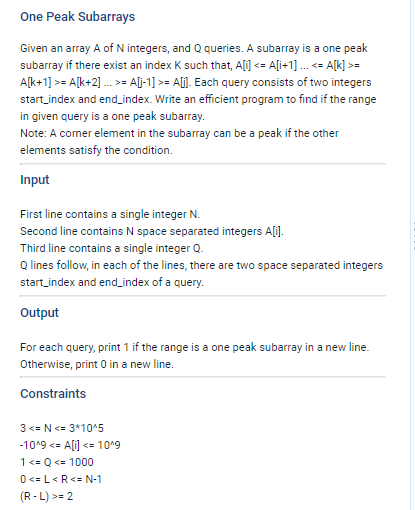 One Peak Subarrays
Given an array A of N integers, and Q queries. A subarray is a one peak
subarray if there exist an index K such that, A[i] <= A[i+1] ... <= A[k] >=
A[k+1] >= A[k+2] ... >= A[j-1] >= A[j]. Each query consists of two integers
start_index and end_index. Write an efficient program to find if the range
in given query is a one peak subarray.
Note: A corner element in the subarray can be a peak if the other
elements satisfy the condition.
Input
First line contains a single integer N.
Second line contains N space separated integers A[i].
Third line contains a single integer Q.
Q lines follow, in each of the lines, there are two space separated integers
start_index and end_index of a query.
Output
For each query, print 1 if the range is a one peak subarray in a new line.
Otherwise, print 0 in a new line.
Constraints
3 <= N <= 3*10^5
-10^9 <= A[i] <= 10^9
1 <= Q <= 1000
0 <= L < R <= N-1
(R - L) >= 2